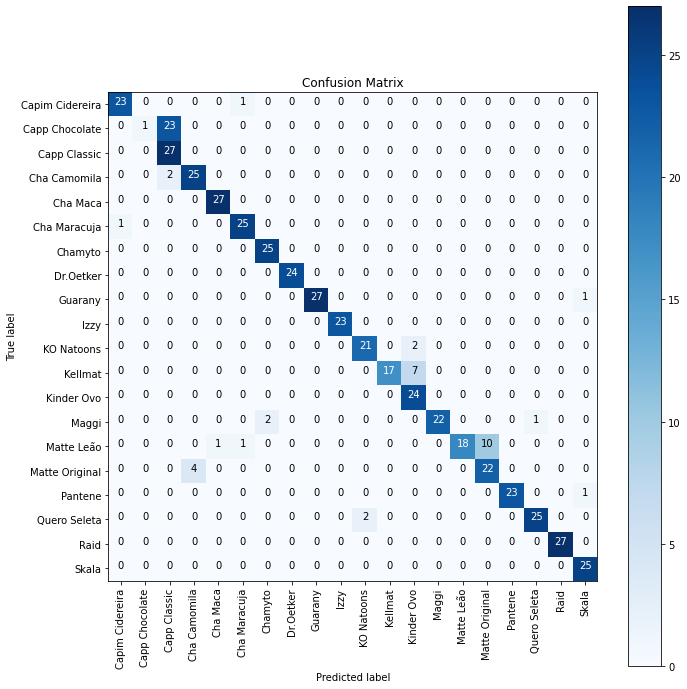 Confusion Matrix
Capim Cidereira 23 0 0 0 0 1 0 0 0 0 0 0 0 0 0 0 0 0 0 0
Capp Chocolate 0 1 23 0 0 0 0 0 0 0 0 0 0 0 0 0 0 0 0 0
Capp Classic 0 0 27 0 0 0 0 0 0 0 0 0 0 0 0 0 0 0 0 0
Cha Camomila 0 0 2 25 0 0 0 0 0 0 0 0 0 0 0 0 0 0 0 0
Cha Maca 0 0 0 0 27 0 0 0 0 0 0 0 0 0 0 0 0 0 0 0
Cha Maracuja 1 0 0 0 0 25 0 0 0 0 0 0 0 0 0 0 0 0 0 0
Chamyto 0 0 0 0 0 0 25 0 0 0 0 0 0 0 0 0 0 0 0 0
Dr.Oetker 0 0 0 0 0 0 0 24 0 0 0 0 0 0 0 0 0 0 0 0
Guarany 0 0 0 0 0 0 0 0 27 0 0 0 0 0 0 0 0 0 0 1
Izzy 0 0 0 0 0 0 0 0 0 23 0 0 0 0 0 0 0 0 0 0
KO Natoons 0 0 0 0 0 0 0 0 0 0 21 0 2 0 0 0 0 0 0 0
Kellmat 0 0 0 0 0 0 0 0 0 0 0 17 7 0 0 0 0 0 0 0
Kinder Ovo 0 0 0 0 0 0 0 0 0 0 0 0 24 0 0 0 0 0 0 0
Maggi 0 0 0 0 0 0 2 0 0 0 0 0 0 22 0 0 0 1 0 0
Matte Leão 0 0 0 0 1 1 0 0 0 0 0 0 0 0 18 10 0 0 0 0
Matte Original 0 0 0 4 0 0 0 0 0 0 0 0 0 0 0 22 0 0 0 0
Pantene 0 0 0 0 0 0 0 0 0 0 0 0 0 0 0 0 23 0 0 1
Quero Seleta 0 0 0 0 0 0 0 0 0 0 2 0 0 0 0 0 0 25 0 0
Raid 0 0 0 0 0 0 0 0 0 0 0 0 0 0 0 0 0 0 27 0
Skala 0 0 0 0 0 0 0 0 0 0 0 0 0 0 0 0 0 0 0 25
True label
Capim Cidereira
Capp Chocolate
Capp Classic
Cha Camomila
Cha Maca
Cha Maracuja
Chamyto
Dr.Oetker
Guarany
Izzy
KO Natoons
Kellmat
Kinder Ovo
Maggi
Matte Leão
Matte Original
Pantene
Quero Seleta
Raid
Skala
Predicted label
25
20
15
10
5
0